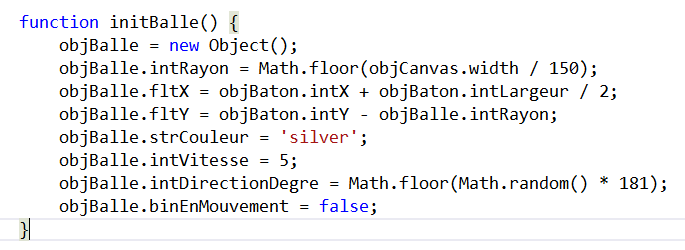 function initBalle() {
    objBalle = new Object();
    objBalle.intRayon = Math.floor(objCanvas.width / 150);
    objBalle.fltX = objBaton.intX + objBaton.intLargeur / 2;
    objBalle.fltY = objBaton.intY - objBalle.intRayon;
    objBalle.strCouleur = 'silver';
    objBalle.intVitesse = 5;
    objBalle.intDirectionDegre = Math.floor(Math.random() * 181);
    objBalle.binEnMouvement = false;
}